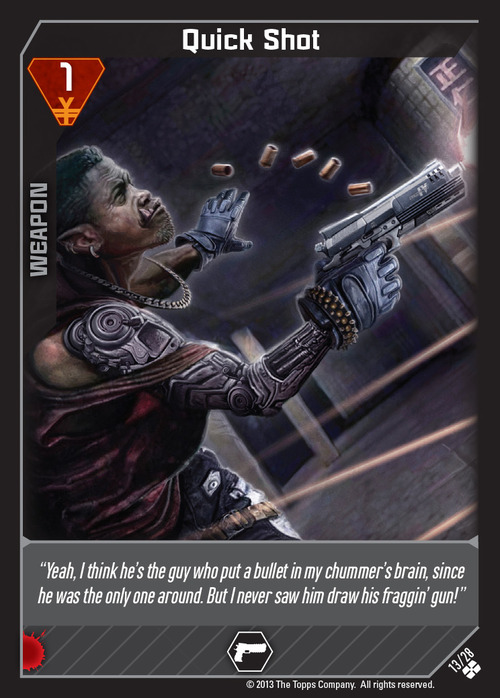 Quick Shot
1
¥
WEAPON
正
“Yeah, I think he's the guy who put a bullet in my chummer's brain, since
he was the only one around. But I never saw him draw his fraggin' gun!”
13/28
© 2013 The Topps Company. All rights reserved.